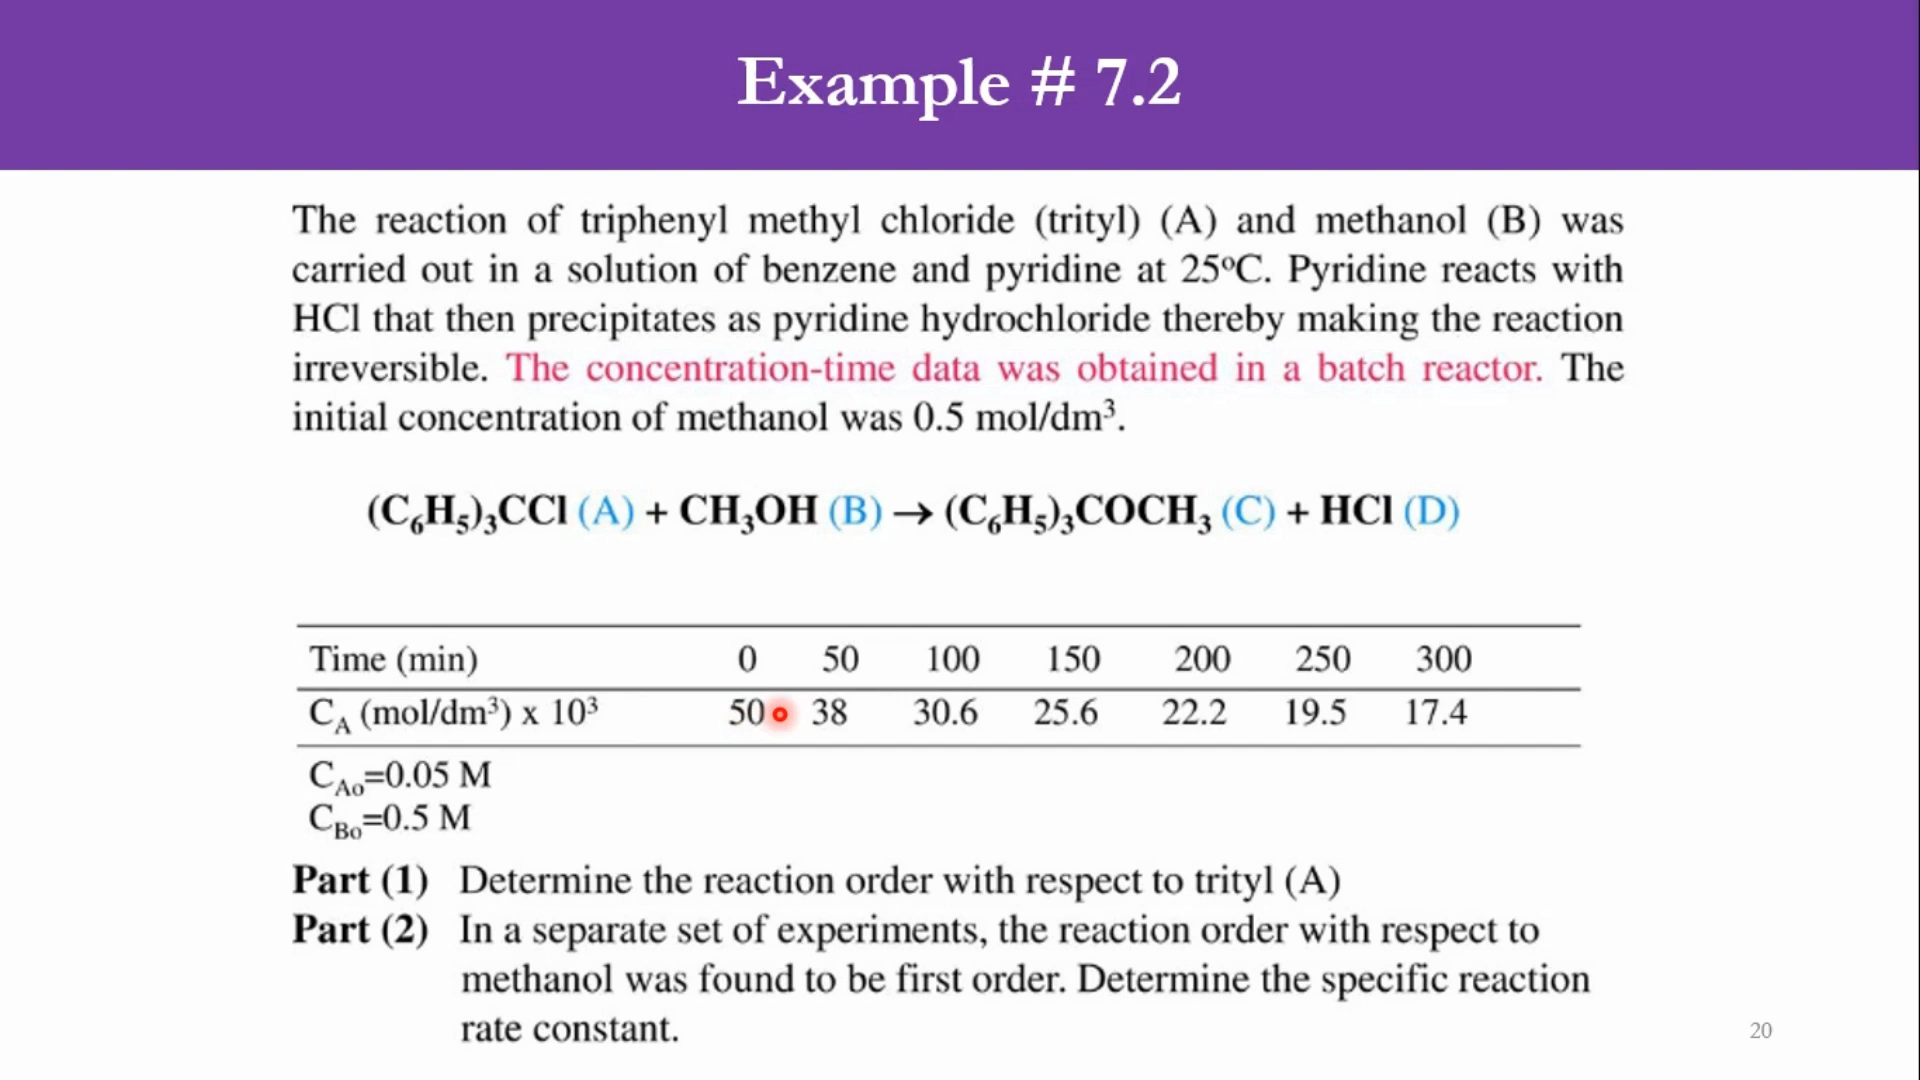 Example # 7.2
The reaction of triphenyl methyl chloride (trityl) (A) and methanol (B) was
carried out in a solution of benzene and pyridine at 25ºC. Pyridine reacts with
HCl that then precipitates as pyridine hydrochloride thereby making the reaction
irreversible. The concentration-time data was obtained in a batch reactor. The
initial concentration of methanol was 0.5 mol/dm³.
(C₆H₅)₃CCl (A) + CH₃OH (B) → (C₆H₅)₃COCH₃ (C) + HCl (D)
Time (min) 0 50 100 150 200 250 300
C_A (mol/dm³) x 10³ 50 38 30.6 25.6 22.2 19.5 17.4
C_Ao=0.05 M
C_Bo=0.5 M
Part (1) Determine the reaction order with respect to trityl (A)
Part (2) In a separate set of experiments, the reaction order with respect to
methanol was found to be first order. Determine the specific reaction
rate constant.
20